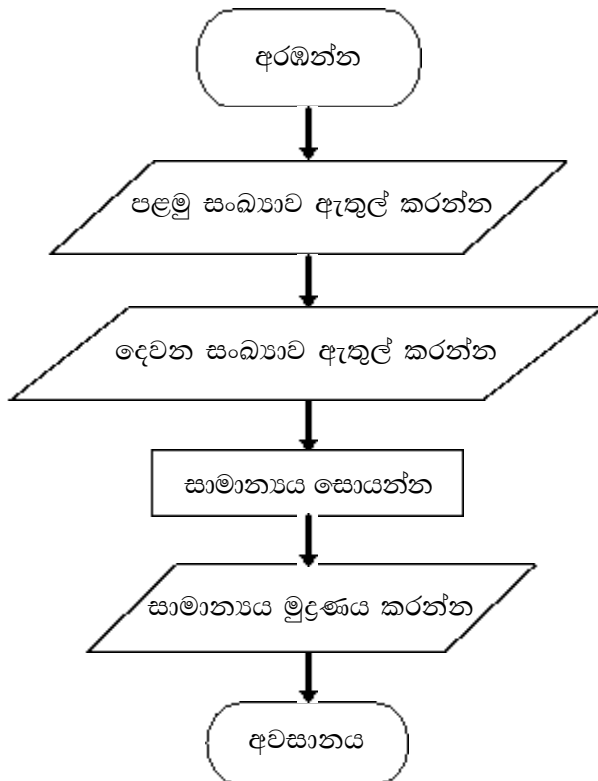 අරඹන්න
පළමු සංඛ්‍යාව ඇතුල් කරන්න
දෙවන සංඛ්‍යාව ඇතුල් කරන්න
සාමාන්‍යය සොයන්න
සාමාන්‍යය මුද්‍රණය කරන්න
අවසානය